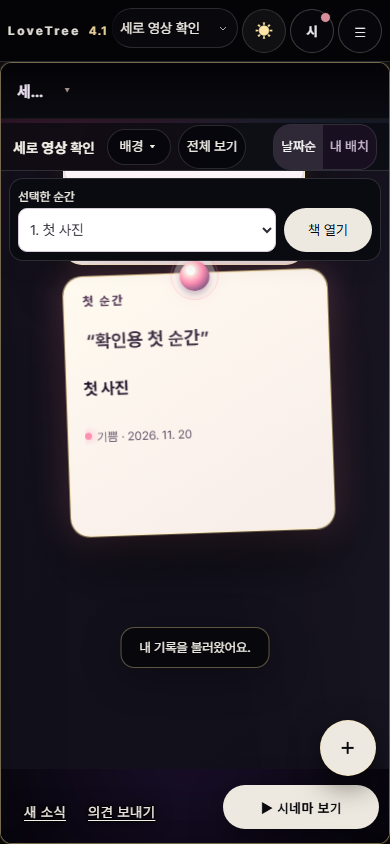 LoveTree 4.1 세로 영상 확인 시
세...
세로 영상 확인 배경 전체 보기 날짜순 내 배치
선택한 순간
1. 첫 사진 책 열기
첫 순간
“확인용 첫 순간”
첫 사진
기쁨 · 2026. 11. 20
내 기록을 불러왔어요.
+
새 소식 의견 보내기 ▶ 시네마 보기